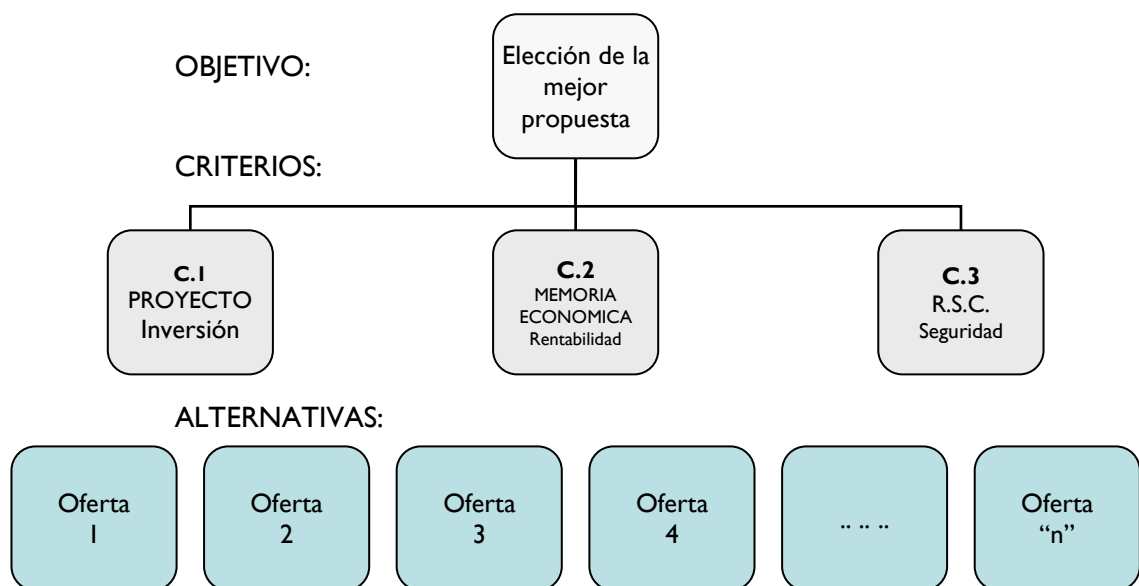 OBJETIVO:
Elección de la
mejor
propuesta
CRITERIOS:
C.1
PROYECTO
Inversión
C.2
MEMORIA
ECONOMICA
Rentabilidad
C.3
R.S.C.
Seguridad
ALTERNATIVAS:
Oferta
1
Oferta
2
Oferta
3
Oferta
4
.. .. ..
Oferta
“n”